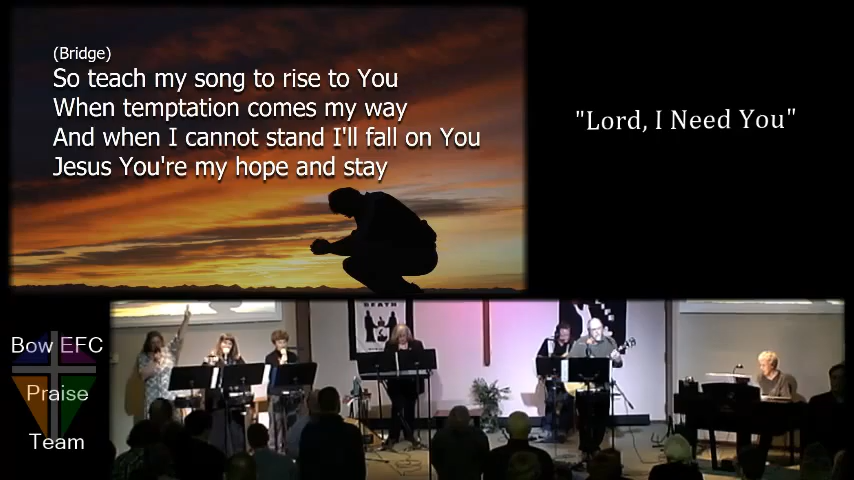 (Bridge)
So teach my song to rise to You
When temptation comes my way
And when I cannot stand I'll fall on You
Jesus You're my hope and stay
"Lord, I Need You"
Bow EFC
Praise
Team
DEATH